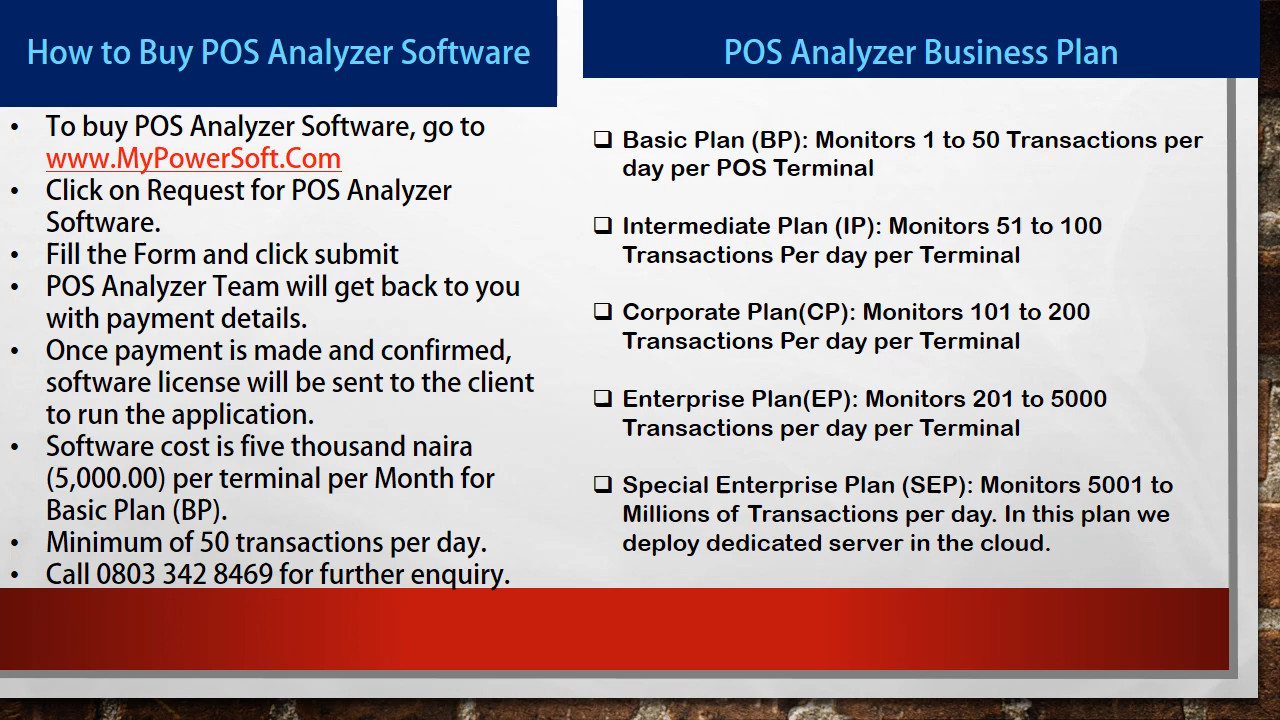 How to Buy POS Analyzer Software
• To buy POS Analyzer Software, go to
www.MyPowerSoft.Com
• Click on Request for POS Analyzer
Software.
• Fill the Form and click submit
• POS Analyzer Team will get back to you
with payment details.
• Once payment is made and confirmed,
software license will be sent to the client
to run the application.
• Software cost is five thousand naira
(5,000.00) per terminal per Month for
Basic Plan (BP).
• Minimum of 50 transactions per day.
• Call 0803 342 8469 for further enquiry.
POS Analyzer Business Plan
❑ Basic Plan (BP): Monitors 1 to 50 Transactions per
day per POS Terminal
❑ Intermediate Plan (IP): Monitors 51 to 100
Transactions Per day per Terminal
❑ Corporate Plan(CP): Monitors 101 to 200
Transactions Per day per Terminal
❑ Enterprise Plan(EP): Monitors 201 to 5000
Transactions per day per Terminal
❑ Special Enterprise Plan (SEP): Monitors 5001 to
Millions of Transactions per day. In this plan we
deploy dedicated server in the cloud.